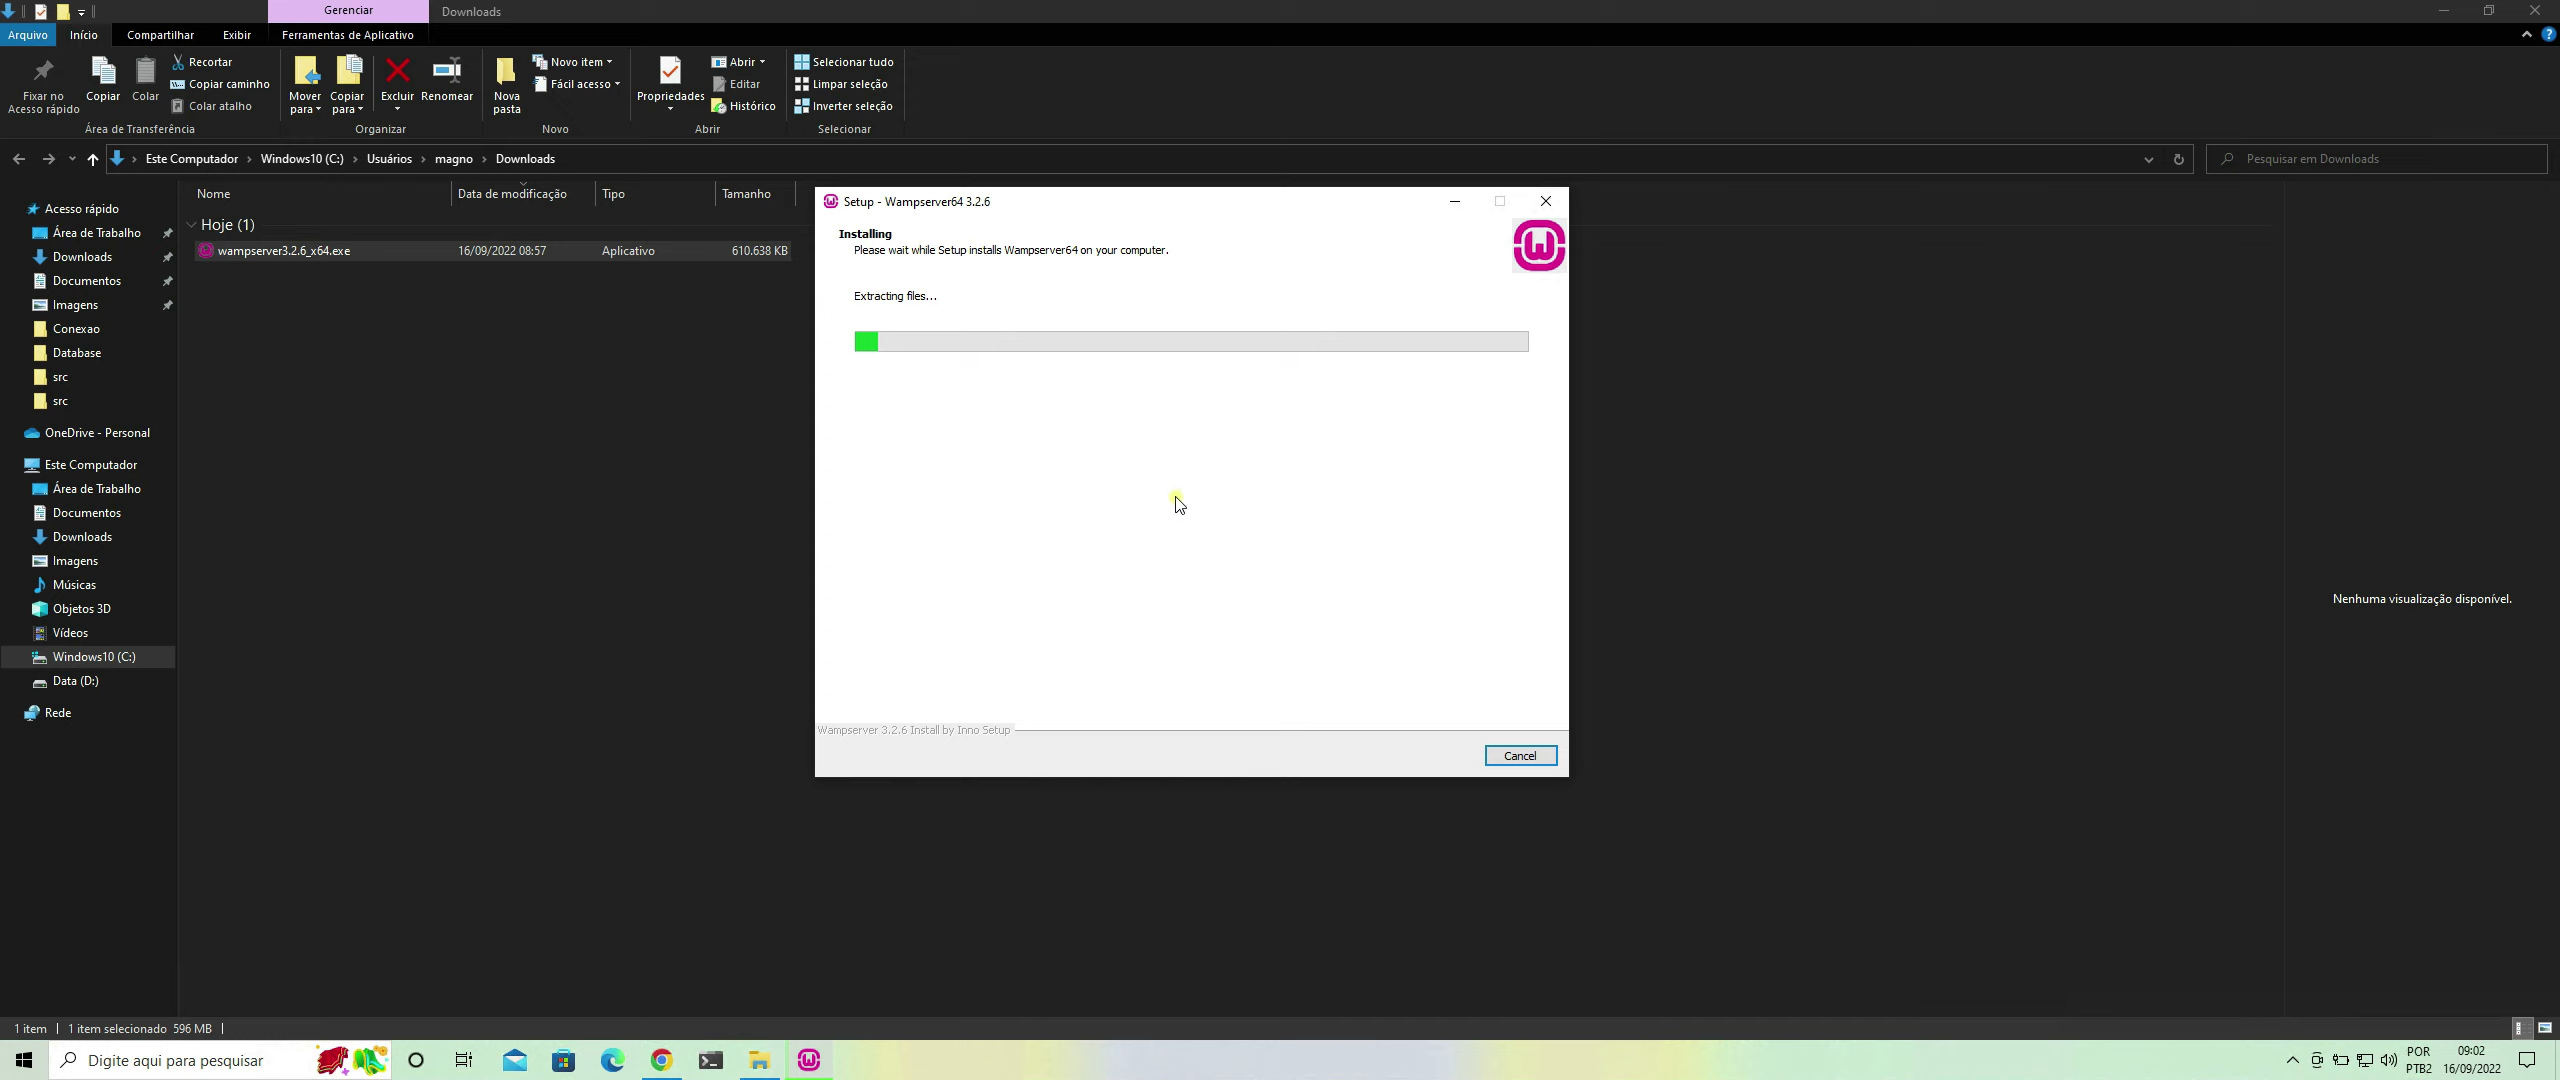 Gerenciar
Downloads
Arquivo
Início
Compartilhar
Exibir
Ferramentas de Aplicativo
Fixar no
Acesso rápido
Copiar
Colar
Recortar
Copiar caminho
Colar atalho
Área de Transferência
Mover
para
Copiar
para
Excluir
Renomear
Organizar
Nova
pasta
Novo item
Fácil acesso
Novo
Propriedades
Abrir
Editar
Histórico
Abrir
Selecionar tudo
Limpar seleção
Inverter seleção
Selecionar
Este Computador > Windows10 (C:) > Usuários > magno > Downloads
Pesquisar em Downloads
Nome
Data de modificação
Tipo
Tamanho
Hoje (1)
wampserver3.2.6_x64.exe
16/09/2022 08:57
Aplicativo
610.638 KB
Acesso rápido
Área de Trabalho
Downloads
Documentos
Imagens
Conexao
Database
src
src
OneDrive - Personal
Este Computador
Área de Trabalho
Documentos
Downloads
Imagens
Músicas
Objetos 3D
Vídeos
Windows10 (C:)
Data (D:)
Rede
Setup - Wampserver64 3.2.6
Installing
Please wait while Setup installs Wampserver64 on your computer.
Extracting files...
Wampserver 3.2.6 Install by Inno Setup
Cancel
Nenhuma visualização disponível.
1 item
1 item selecionado 596 MB
Digite aqui para pesquisar
POR
PTB2
09:02
16/09/2022